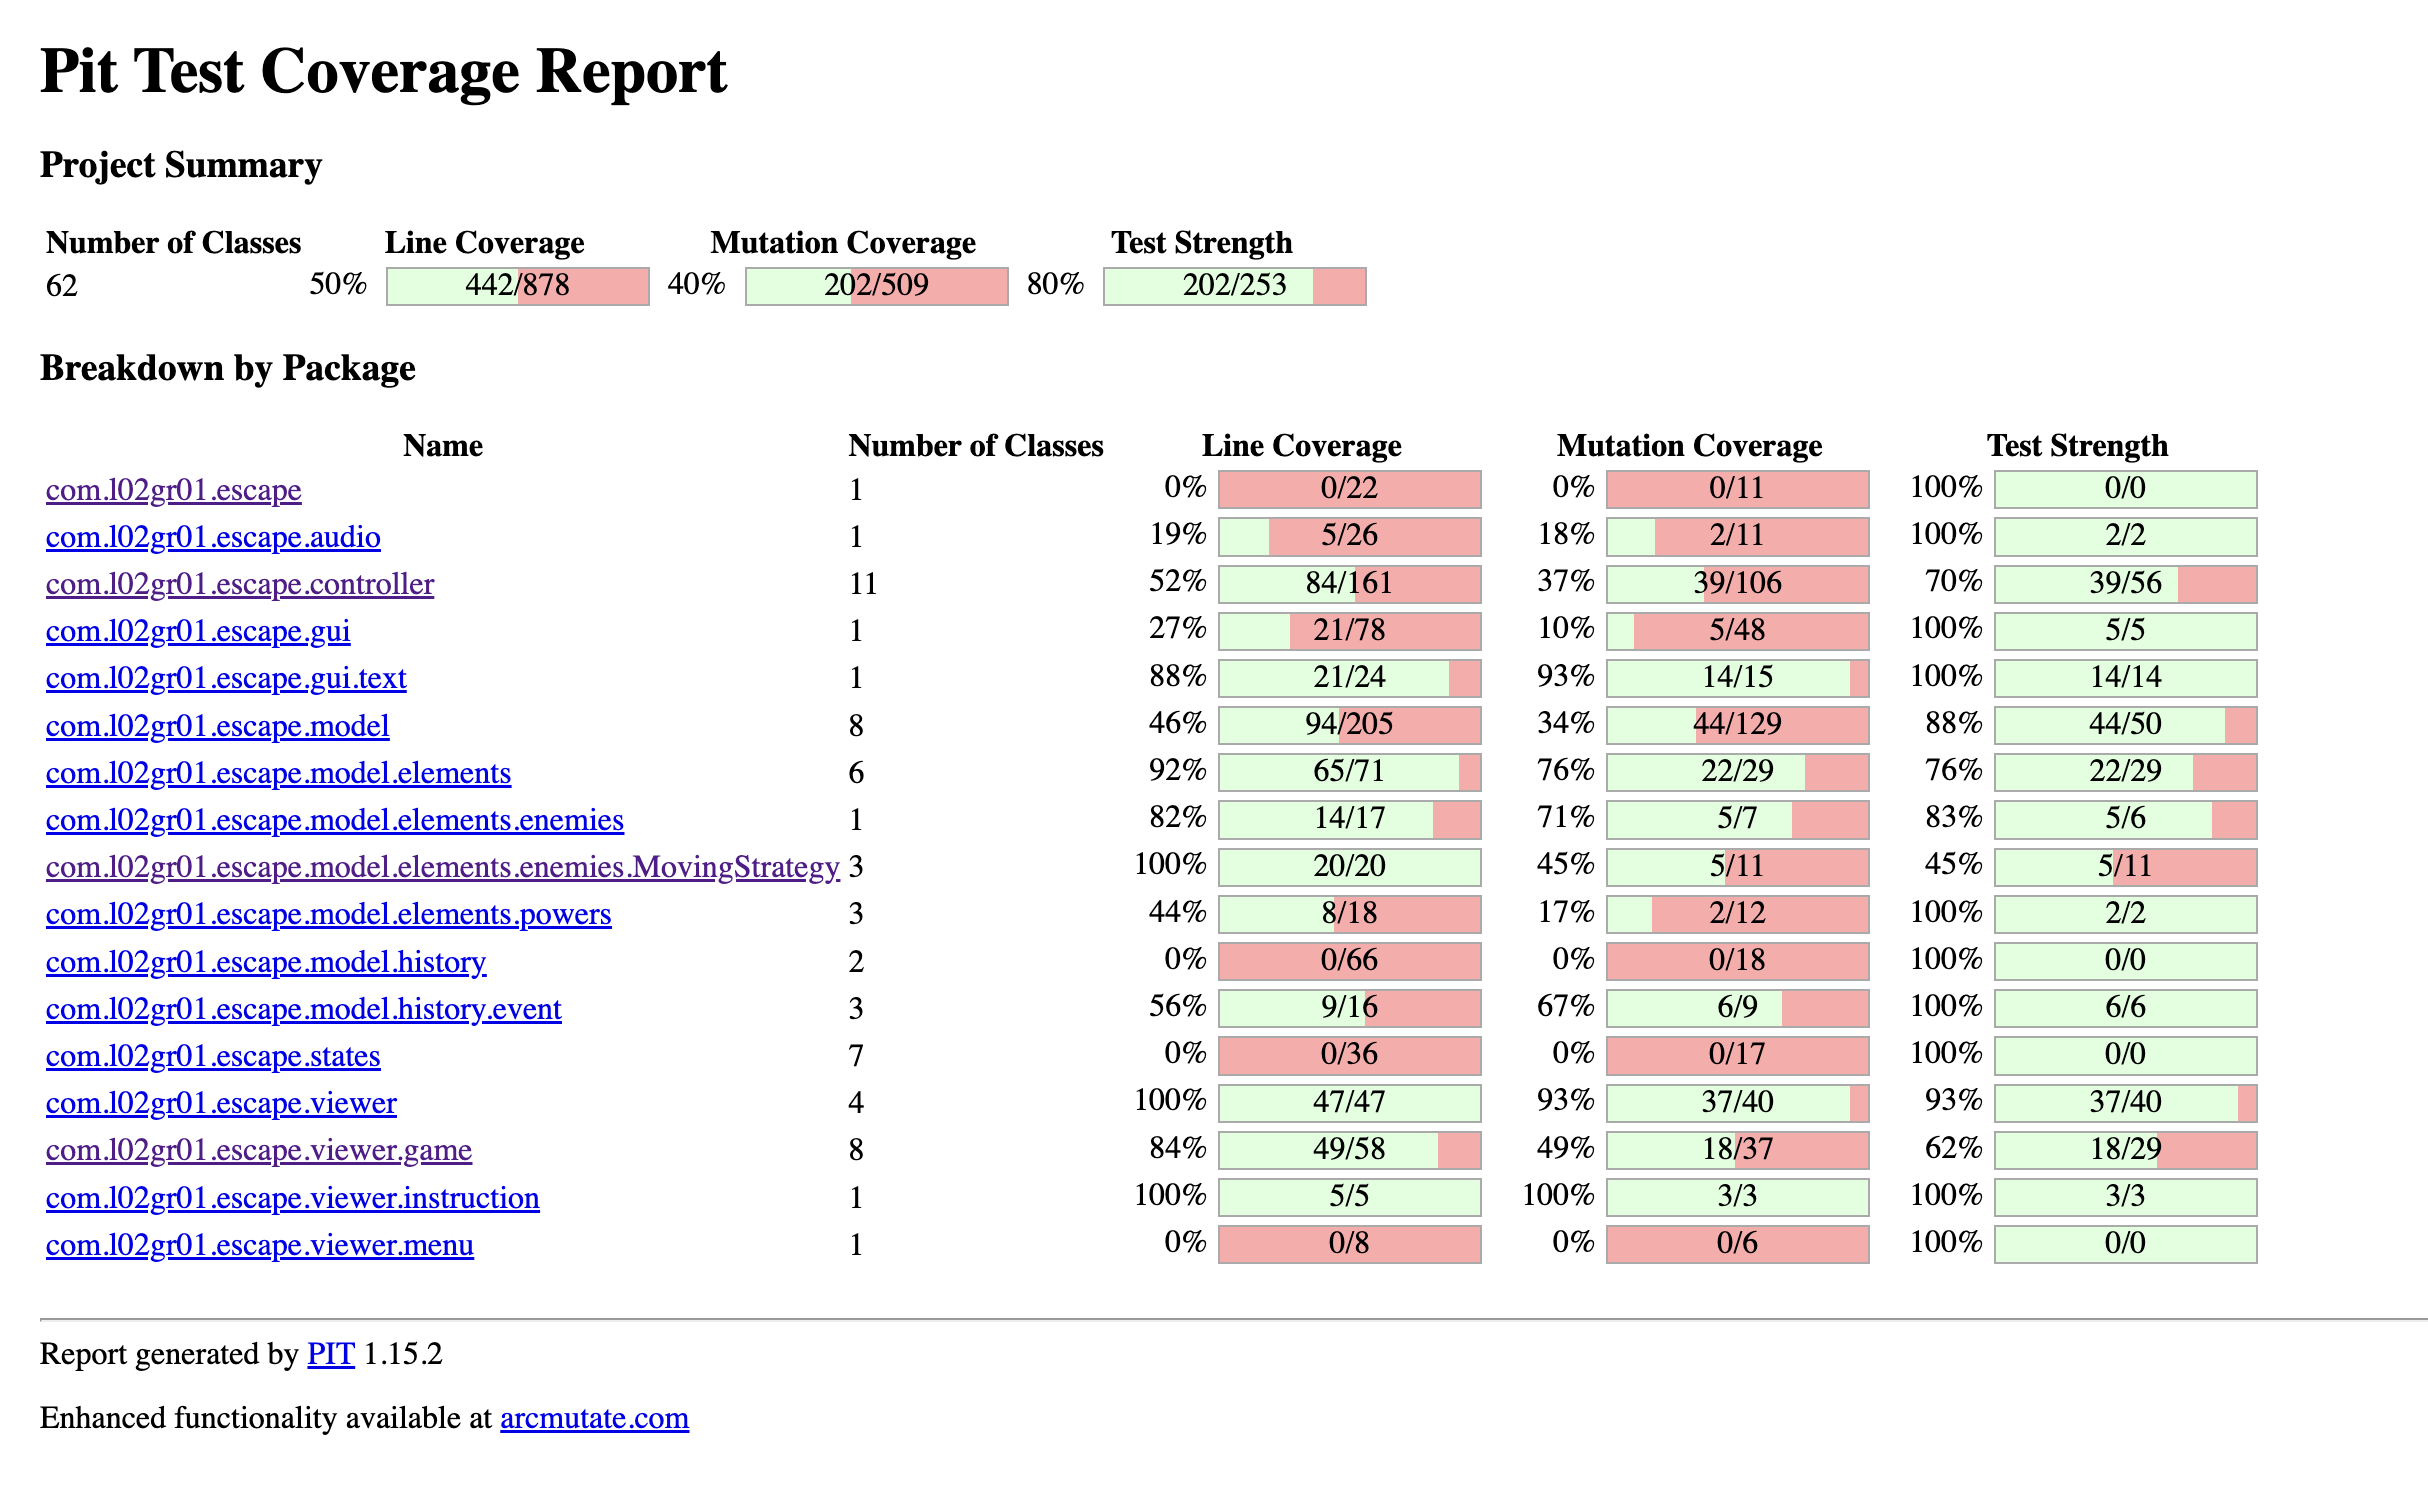 Pit Test Coverage Report
Project Summary
Number of Classes Line Coverage Mutation Coverage Test Strength
62 50% 442/878 40% 202/509 80% 202/253
Breakdown by Package
Name Number of Classes Line Coverage Mutation Coverage Test Strength
com.l02gr01.escape 1 0% 0/22 0% 0/11 100% 0/0
com.l02gr01.escape.audio 1 19% 5/26 18% 2/11 100% 2/2
com.l02gr01.escape.controller 11 52% 84/161 37% 39/106 70% 39/56
com.l02gr01.escape.gui 1 27% 21/78 10% 5/48 100% 5/5
com.l02gr01.escape.gui.text 1 88% 21/24 93% 14/15 100% 14/14
com.l02gr01.escape.model 8 46% 94/205 34% 44/129 88% 44/50
com.l02gr01.escape.model.elements 6 92% 65/71 76% 22/29 76% 22/29
com.l02gr01.escape.model.elements.enemies 1 82% 14/17 71% 5/7 83% 5/6
com.l02gr01.escape.model.elements.enemies.MovingStrategy 3 100% 20/20 45% 5/11 45% 5/11
com.l02gr01.escape.model.elements.powers 3 44% 8/18 17% 2/12 100% 2/2
com.l02gr01.escape.model.history 2 0% 0/66 0% 0/18 100% 0/0
com.l02gr01.escape.model.history.event 3 56% 9/16 67% 6/9 100% 6/6
com.l02gr01.escape.states 7 0% 0/36 0% 0/17 100% 0/0
com.l02gr01.escape.viewer 4 100% 47/47 93% 37/40 93% 37/40
com.l02gr01.escape.viewer.game 8 84% 49/58 49% 18/37 62% 18/29
com.l02gr01.escape.viewer.instruction 1 100% 5/5 100% 3/3 100% 3/3
com.l02gr01.escape.viewer.menu 1 0% 0/8 0% 0/6 100% 0/0
Report generated by PIT 1.15.2
Enhanced functionality available at arcmutate.com